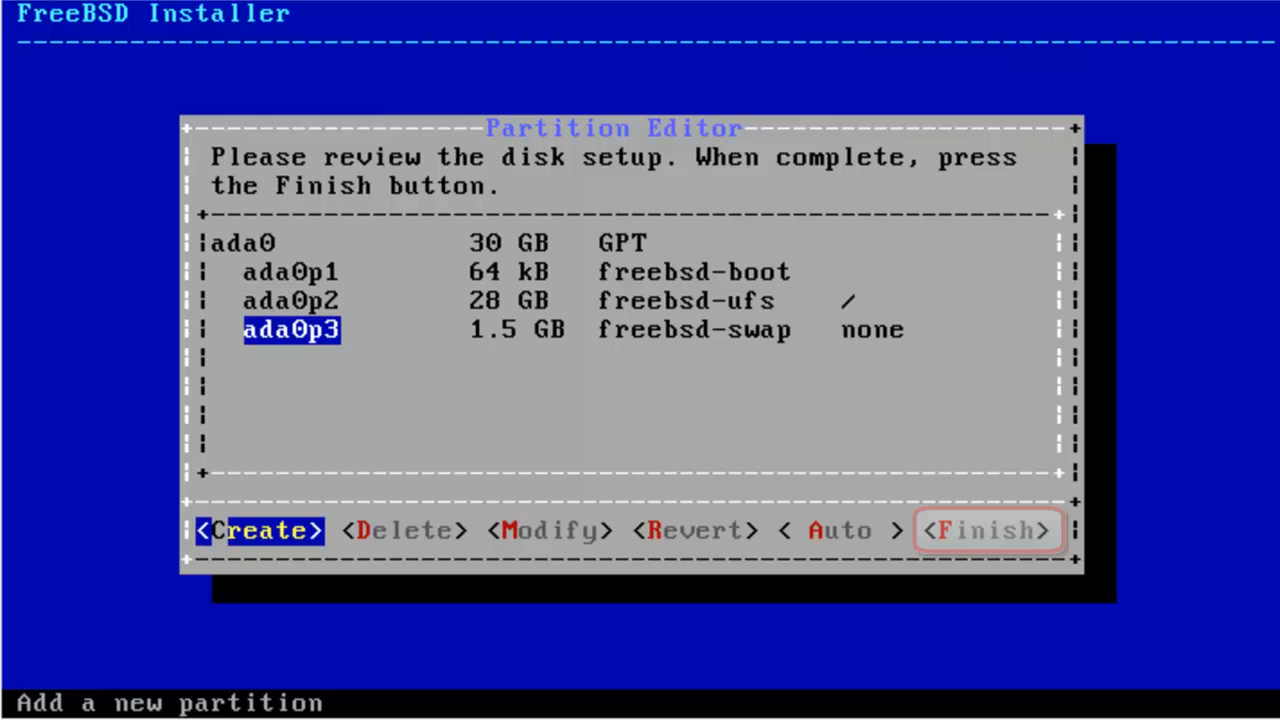 FreeBSD Installer
Partition Editor
Please review the disk setup. When complete, press
the Finish button.
ada0 30 GB GPT
ada0p1 64 kB freebsd-boot
ada0p2 28 GB freebsd-ufs /
ada0p3 1.5 GB freebsd-swap none
<Create> <Delete> <Modify> <Revert> < Auto > <Finish>
Add a new partition